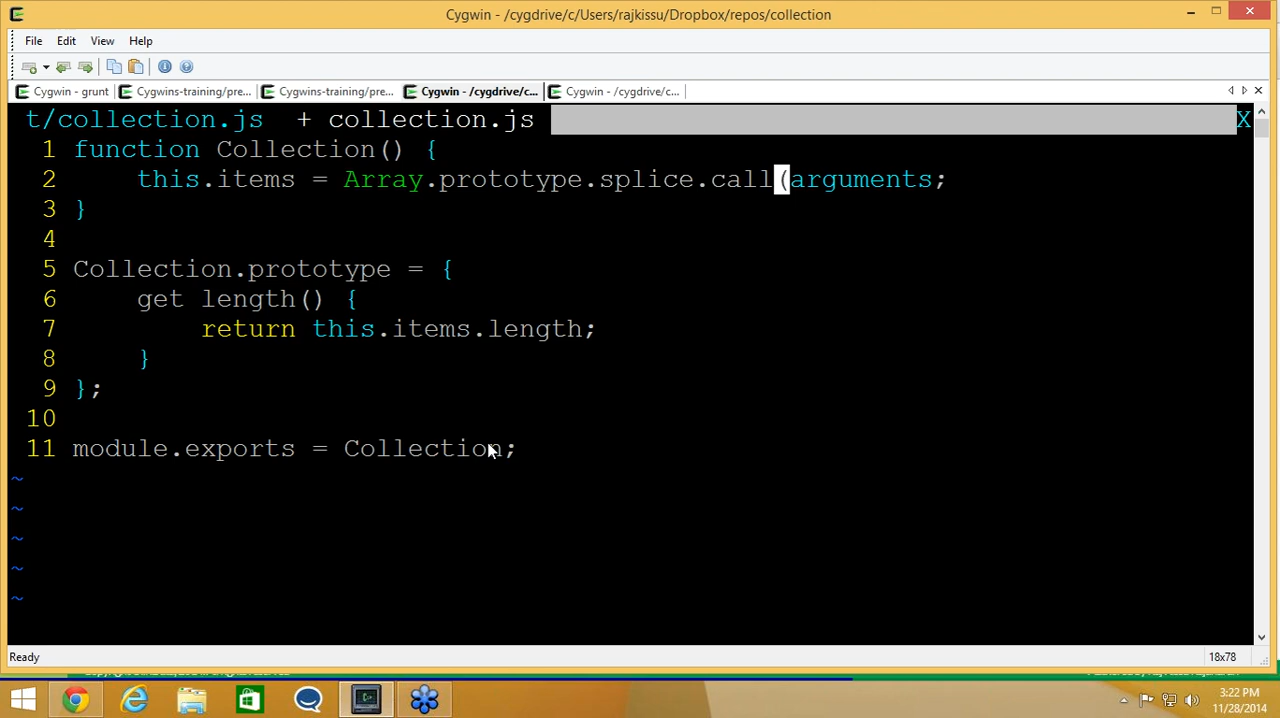 Cygwin - /cygdrive/c/Users/rajkissu/Dropbox/repos/collection
File Edit View Help
Cygwin - grunt Cygwins-training/pre... Cygwins-training/pre... Cygwin - /cygdrive/c... Cygwin - /cygdrive/c...
t/collection.js + collection.js X
1 function Collection() {
2 this.items = Array.prototype.splice.call(arguments;
3 }
4
5 Collection.prototype = {
6 get length() {
7 return this.items.length;
8 }
9 };
10
11 module.exports = Collection;
~
~
~
~
~
Ready 18x78
3:22 PM
11/28/2014